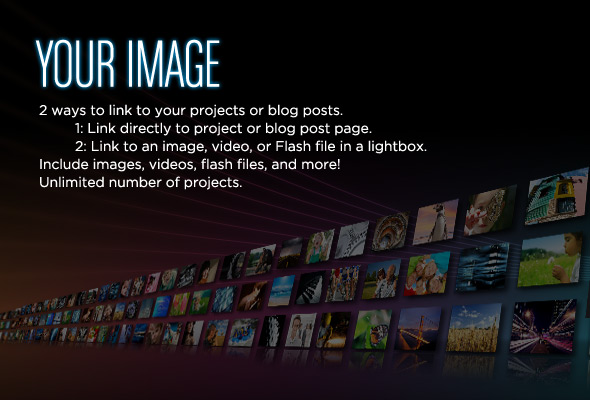 YOUR IMAGE
2 ways to link to your projects or blog posts.
1: Link directly to project or blog post page.
2: Link to an image, video, or Flash file in a lightbox.
Include images, videos, flash files, and more!
Unlimited number of projects.